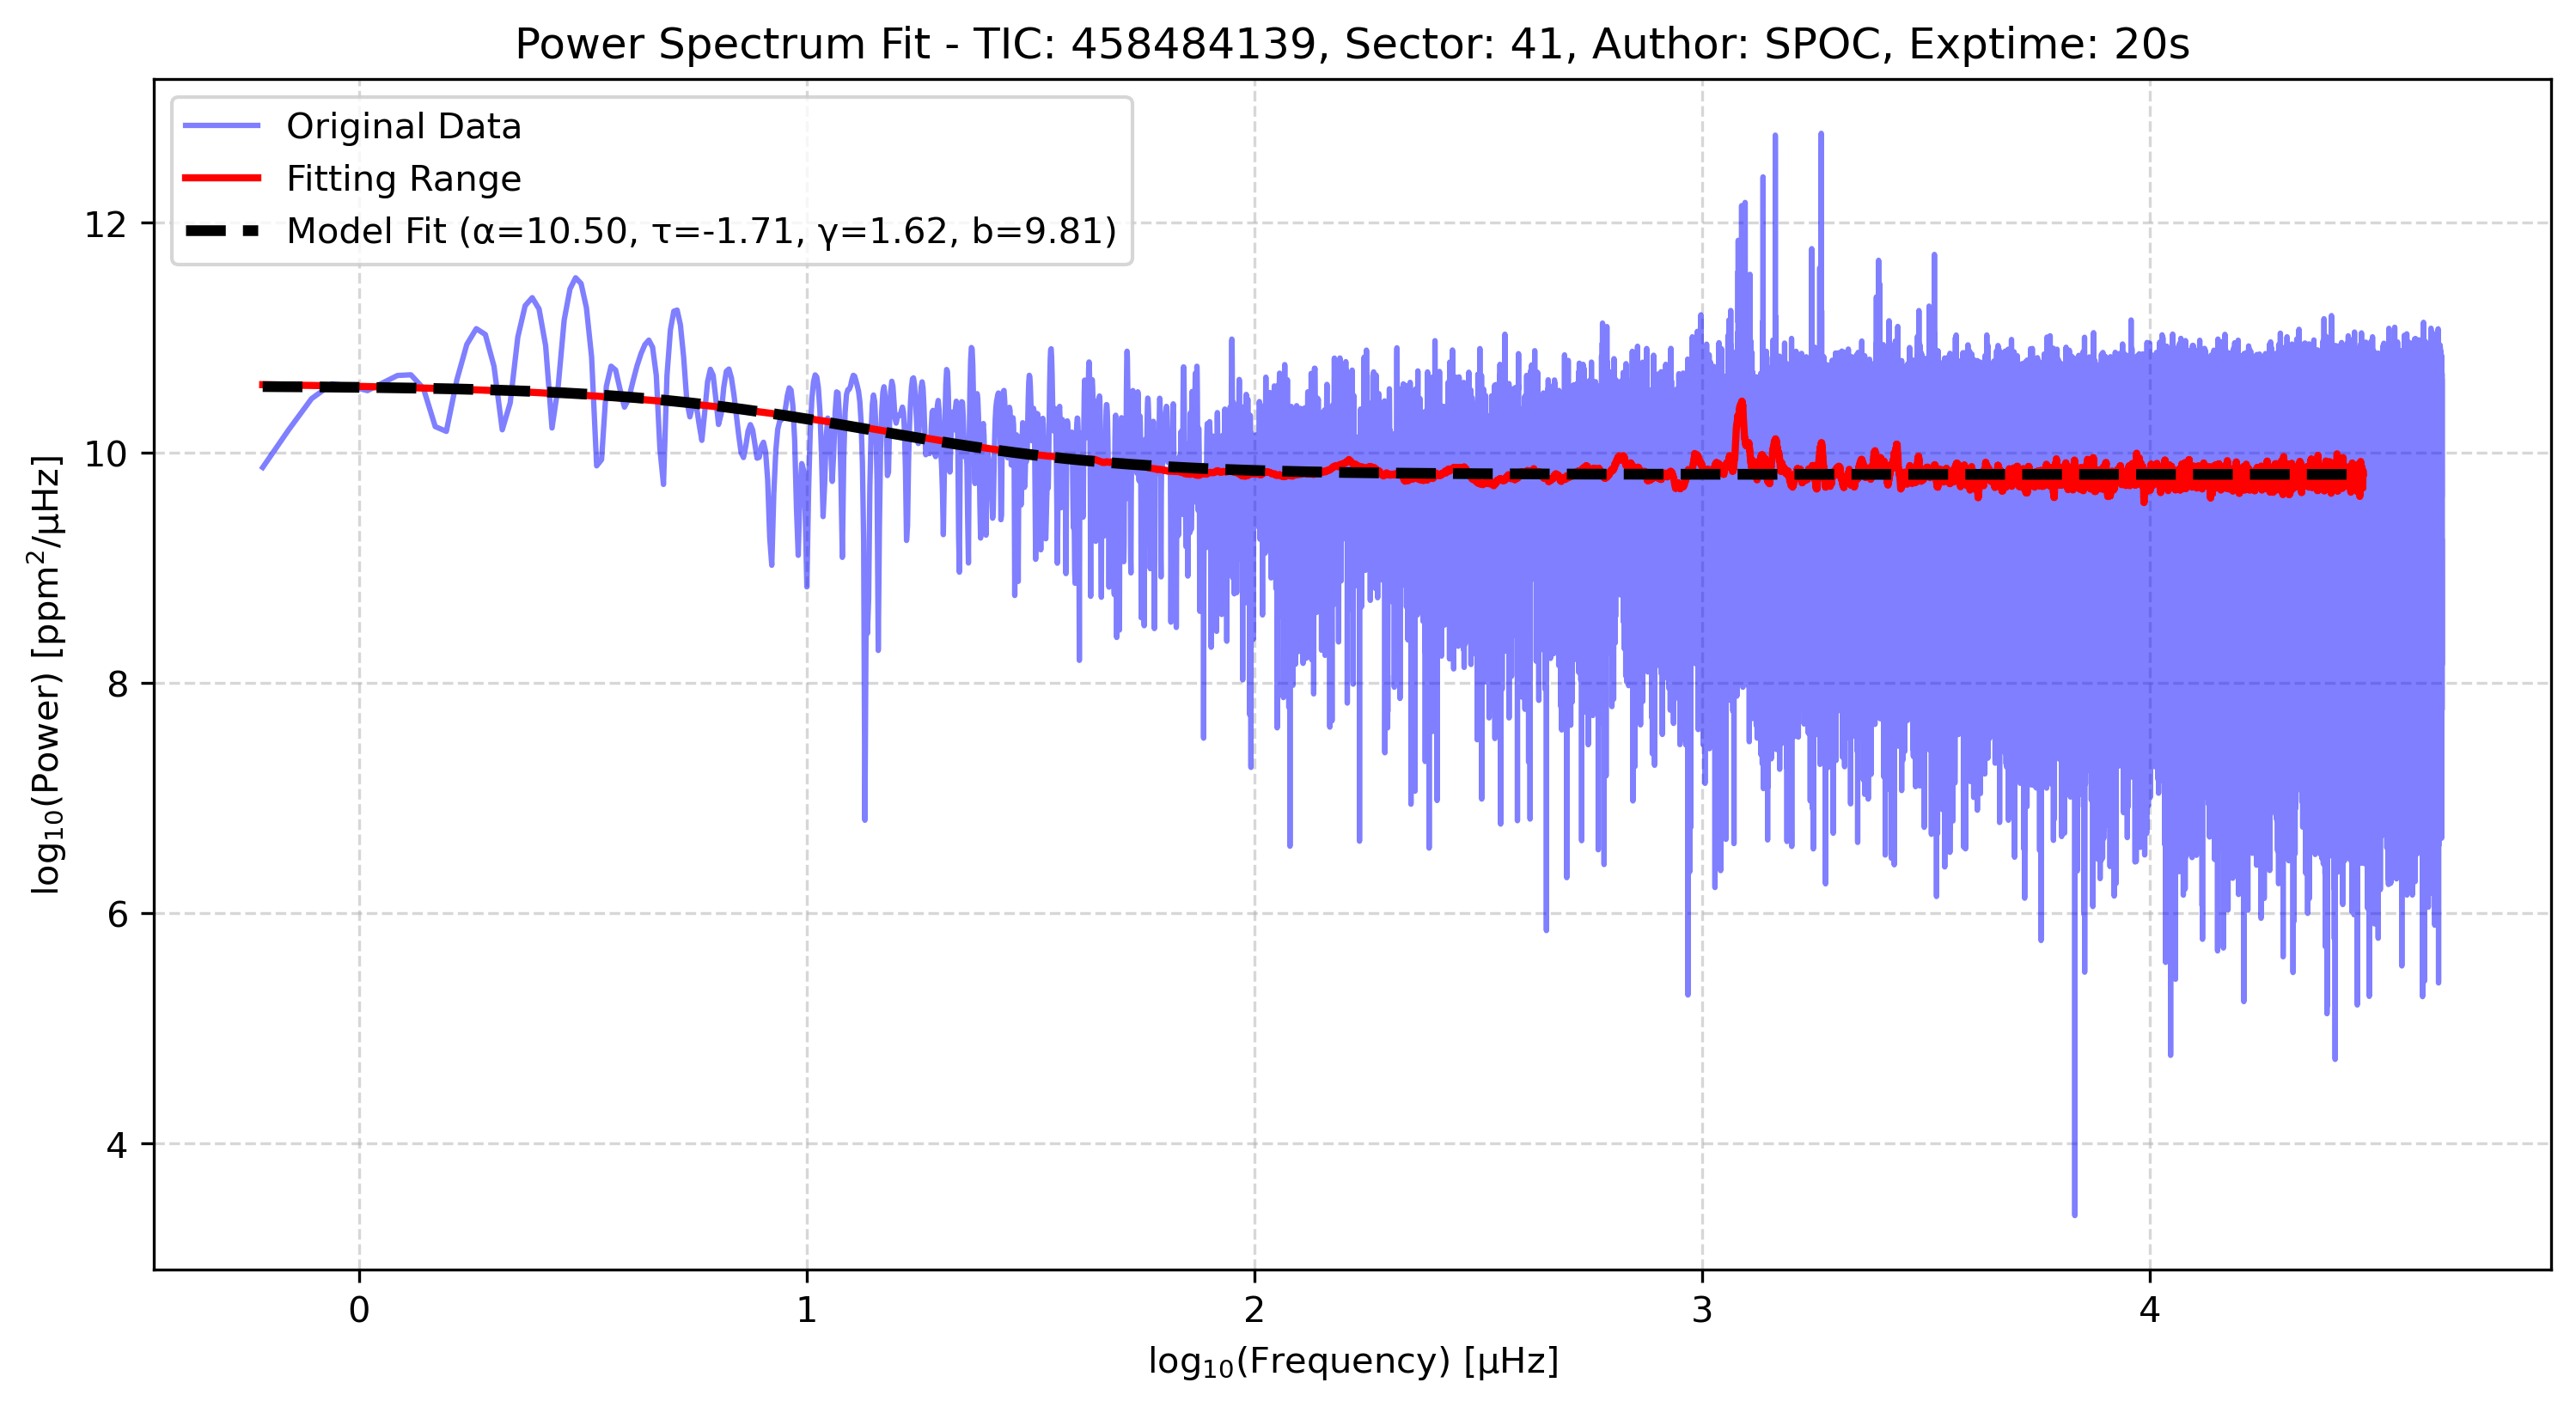 Power Spectrum Fit - TIC: 458484139, Sector: 41, Author: SPOC, Exptime: 20s
Original Data
Fitting Range
Model Fit (α=10.50, τ=-1.71, γ=1.62, b=9.81)
log₁₀(Power) [ppm²/µHz]
12
10
8
6
4
0 1 2 3 4
log₁₀(Frequency) [µHz]